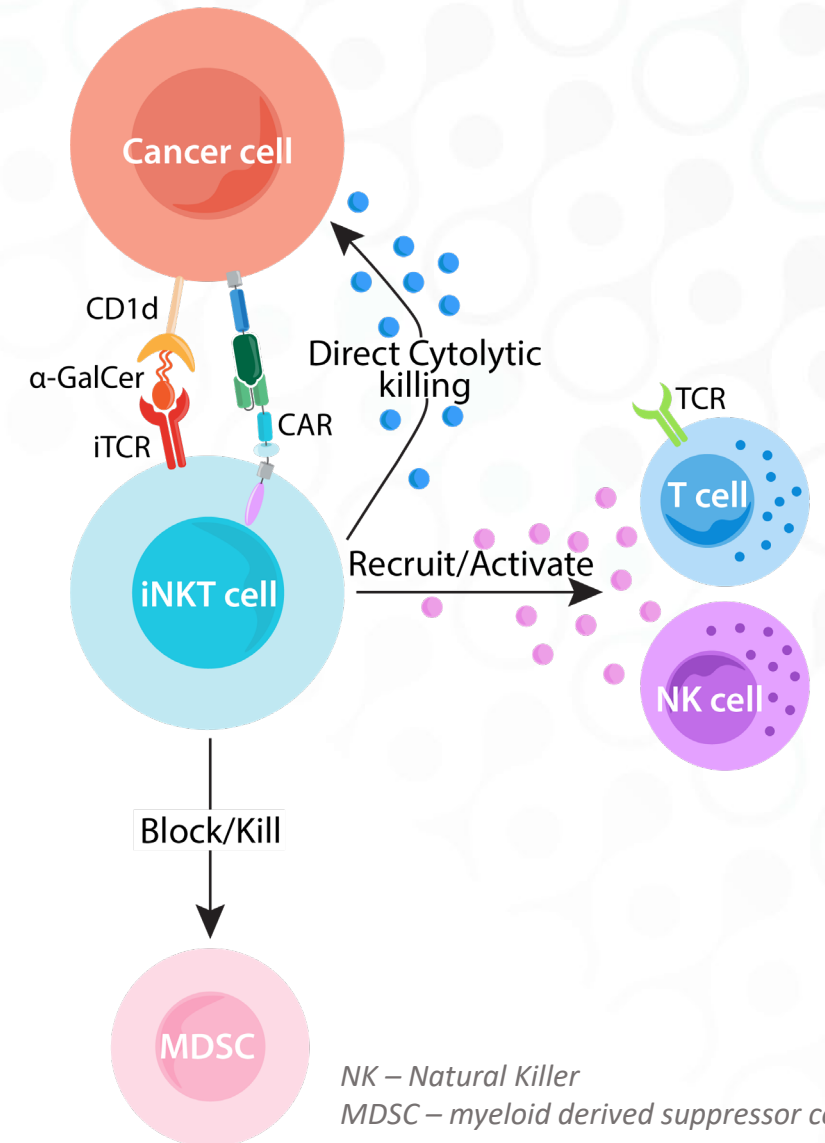 Cancer cell
CD1d
α-GalCer
iTCR
CAR
Direct Cytolytic
killing
TCR
T cell
Recruit/Activate
iNKT cell
NK cell
Block/Kill
MDSC
NK – Natural Killer
MDSC – myeloid derived suppressor